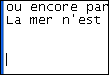 ou encore par
La mer n'est